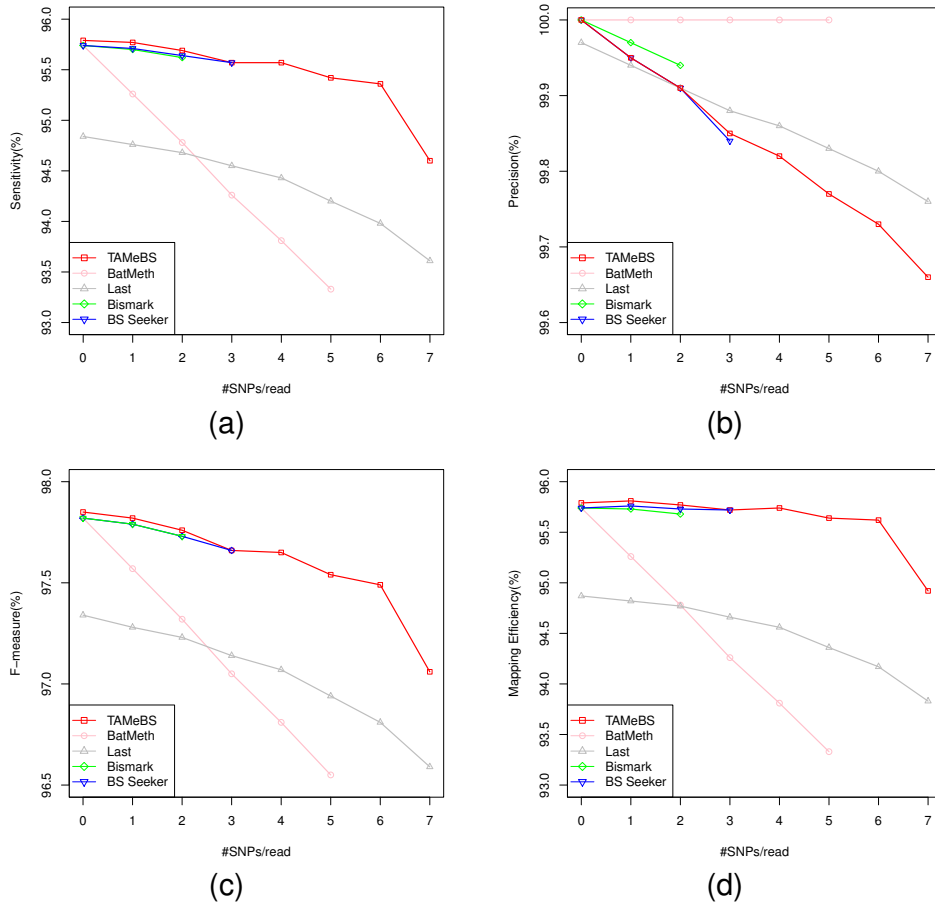 96.0
95.5
95.0
94.5
94.0
93.5
93.0
Sensitivity(%)
TAMeBS
BatMeth
Last
Bismark
BS Seeker
0 1 2 3 4 5 6 7
#SNPs/read
(a)
100.0
99.9
99.8
99.7
99.6
Precision(%)
TAMeBS
BatMeth
Last
Bismark
BS Seeker
0 1 2 3 4 5 6 7
#SNPs/read
(b)
98.0
97.5
97.0
96.5
F-measure(%)
TAMeBS
BatMeth
Last
Bismark
BS Seeker
0 1 2 3 4 5 6 7
#SNPs/read
(c)
96.0
95.5
95.0
94.5
94.0
93.5
93.0
Mapping Efficiency(%)
TAMeBS
BatMeth
Last
Bismark
BS Seeker
0 1 2 3 4 5 6 7
#SNPs/read
(d)